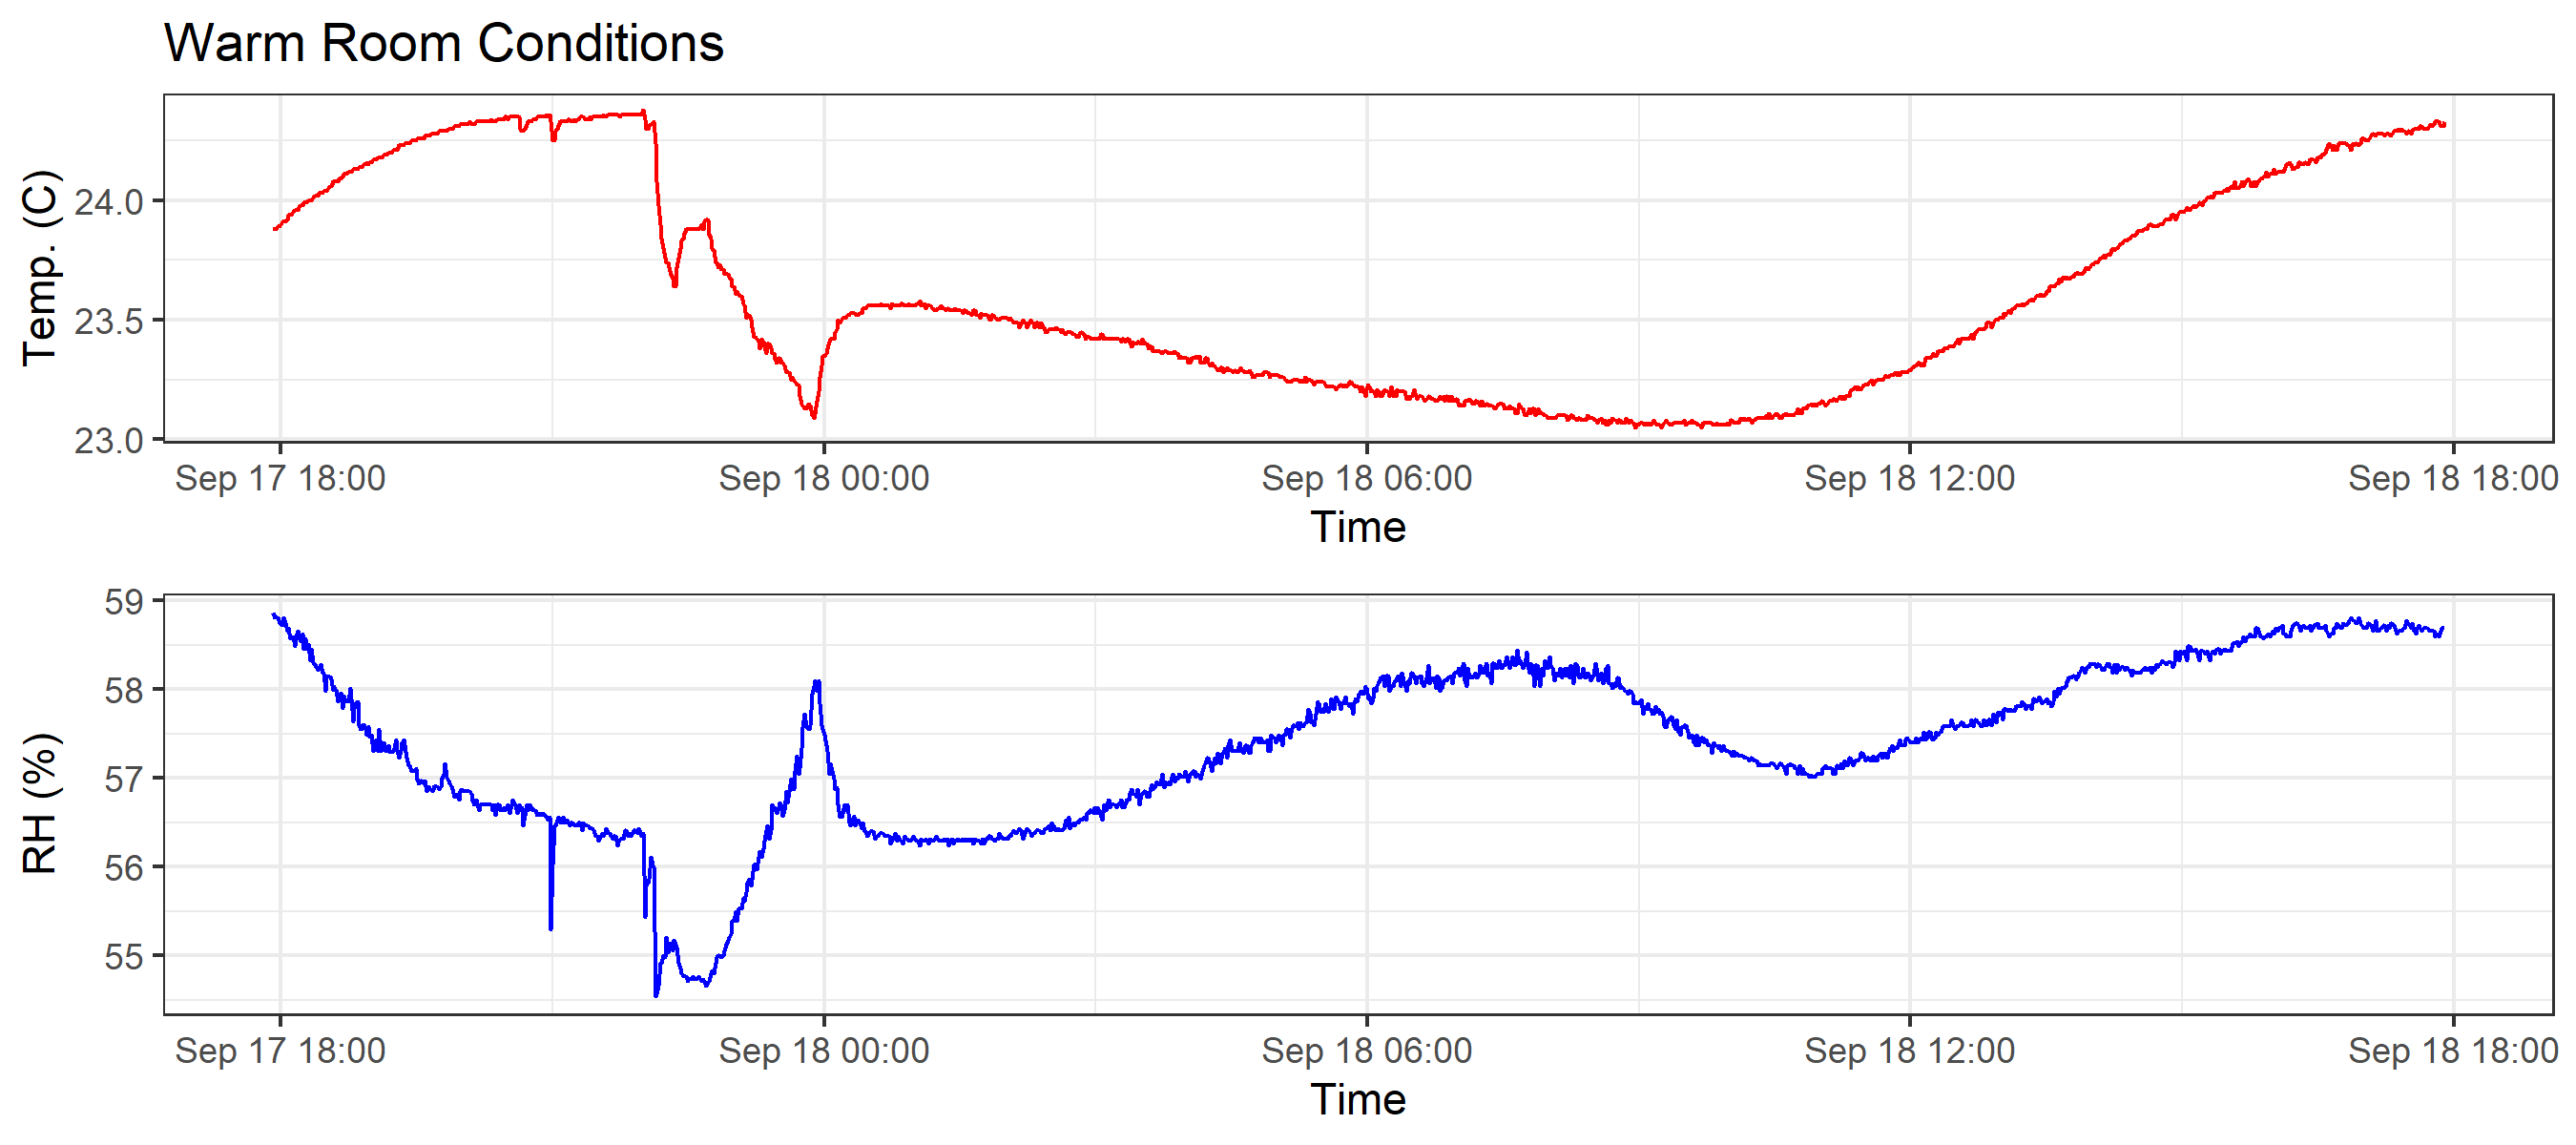 Warm Room Conditions
Temp. (C)
24.0
23.5
23.0
Sep 17 18:00 Sep 18 00:00 Sep 18 06:00 Sep 18 12:00 Sep 18 18:00
Time
RH (%)
59
58
57
56
55
Sep 17 18:00 Sep 18 00:00 Sep 18 06:00 Sep 18 12:00 Sep 18 18:00
Time